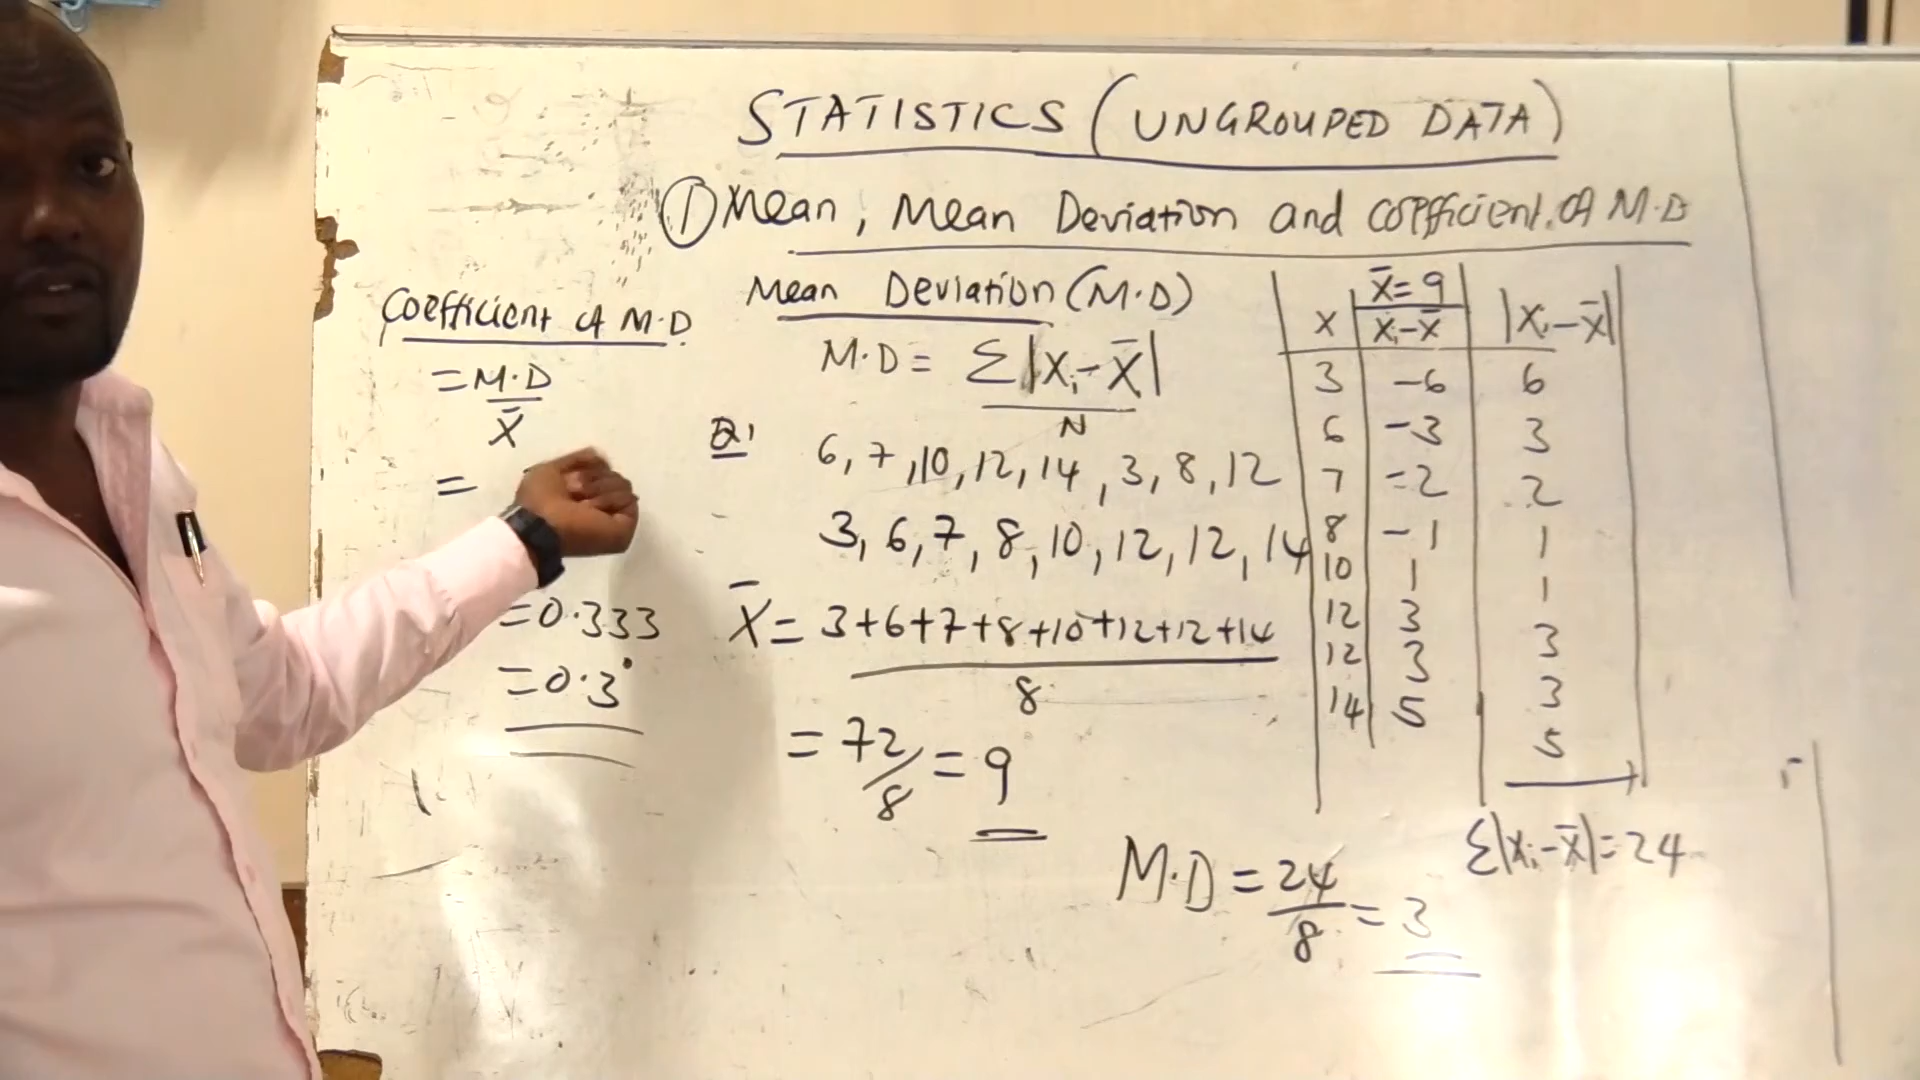 STATISTICS (UNGROUPED DATA)
① Mean, Mean Deviation and coefficient of M.D
Coefficient of M.D
= M.D / X̄
=
= 0.333
= 0.3̇
Mean Deviation (M.D)
M.D = Σ|Xᵢ - X̄| / N
Q1 6, 7, 10, 12, 14, 3, 8, 12
3, 6, 7, 8, 10, 12, 12, 14
X̄ = 3+6+7+8+10+12+12+14 / 8
= 72/8 = 9
X̄ = 9
X Xᵢ-X̄ |Xᵢ-X̄|
3 -6 6
6 -3 3
7 =2 2
8 -1 1
10 1 1
12 3 3
12 3 3
14 5 5
Σ|Xᵢ-X̄| = 24
M.D = 24/8 = 3